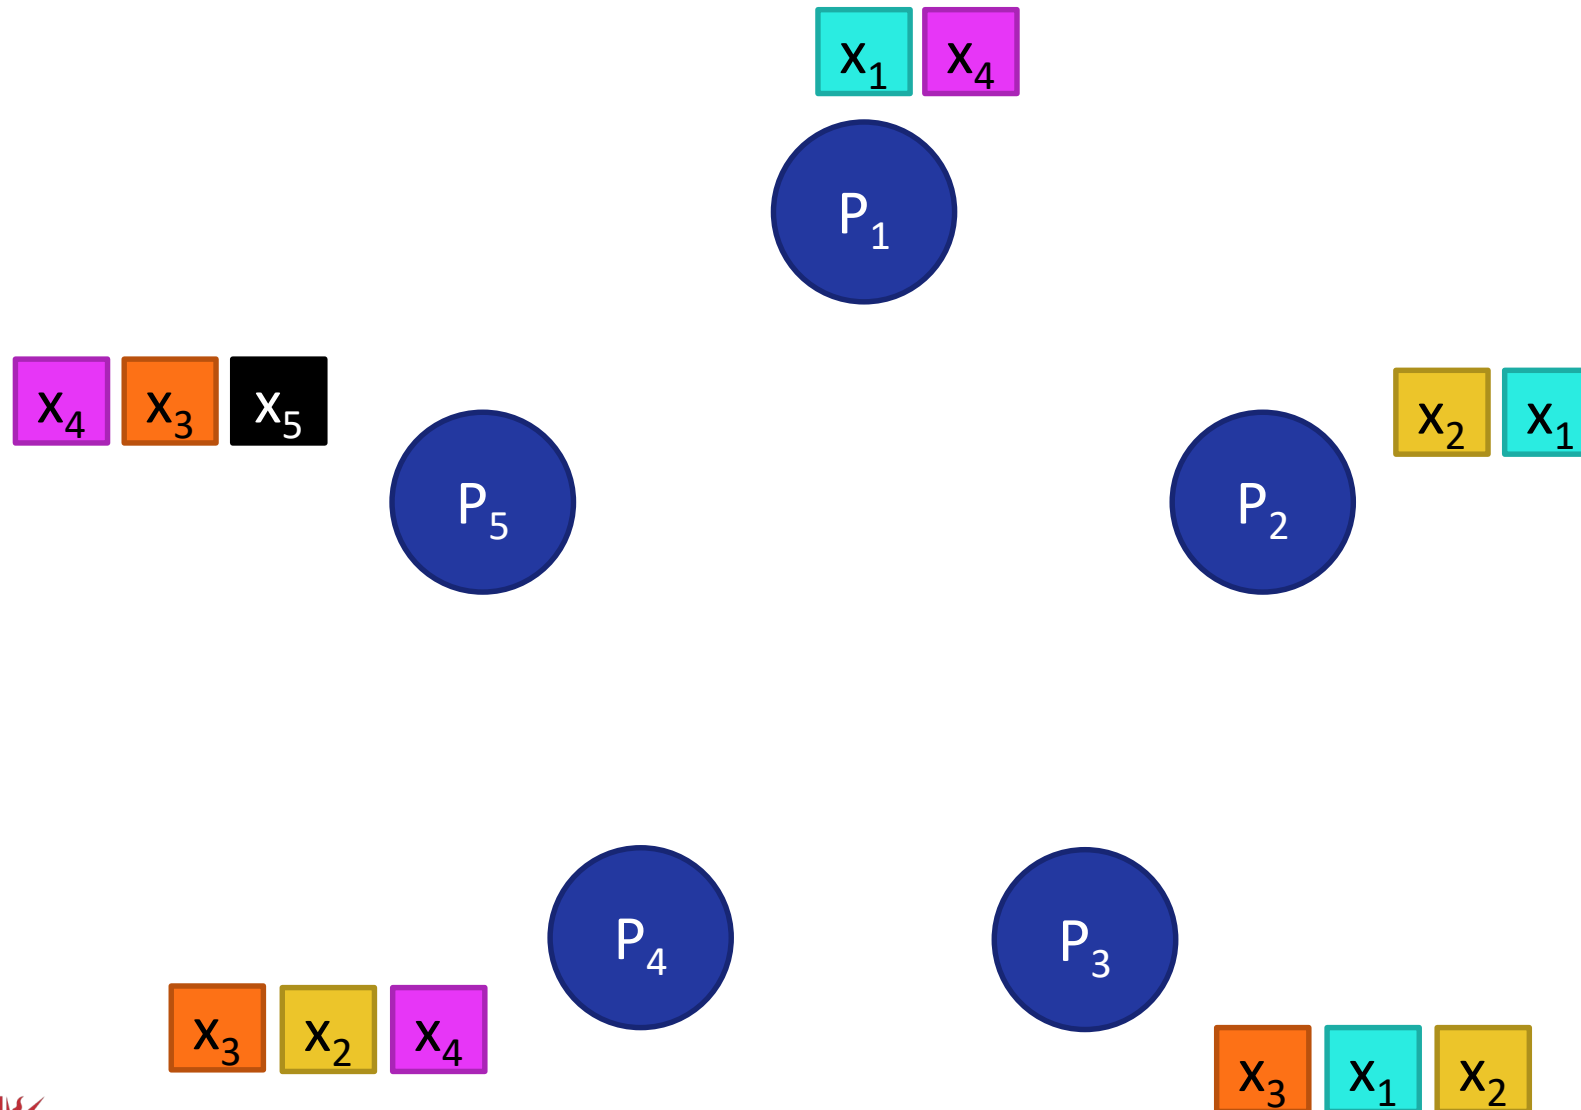 x₁ x₄
P₁
x₄ x₃ x₅
x₂ x₁
P₅
P₂
P₄
P₃
x₃ x₂ x₄
x₃ x₁ x₂